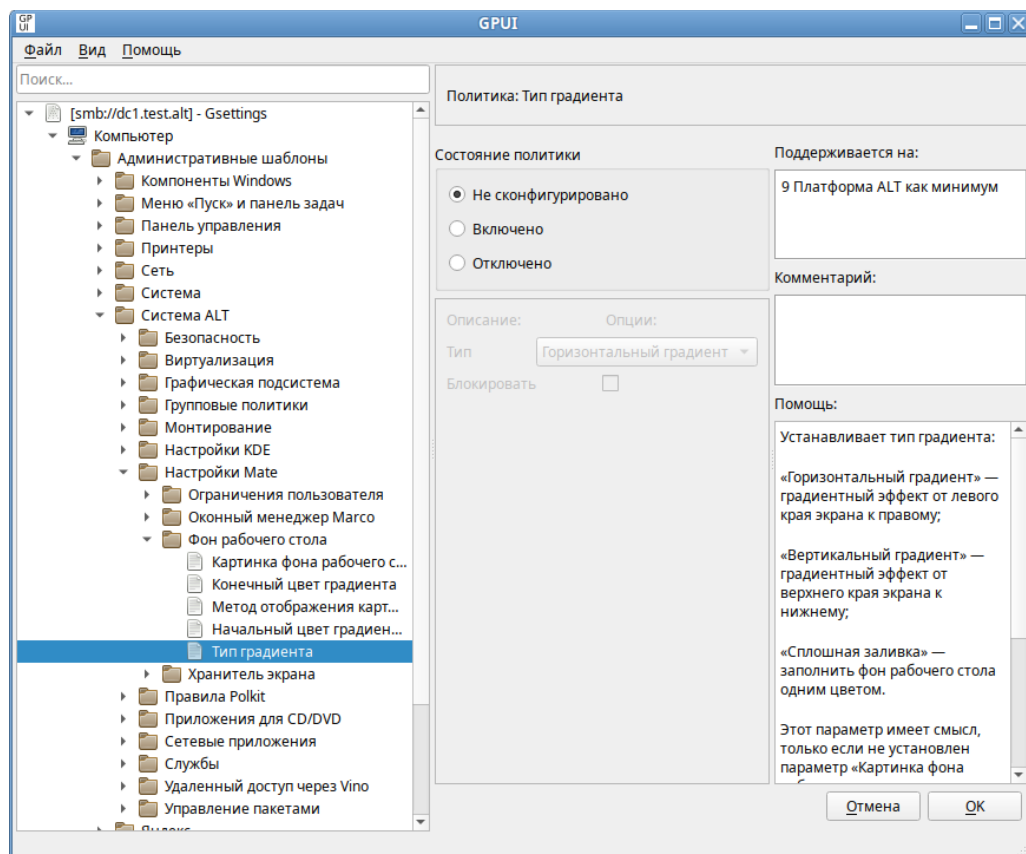 GP
UI
GPUI
Файл Вид Помощь
Поиск...
[smb://dc1.test.alt] - Gsettings
Компьютер
Административные шаблоны
Компоненты Windows
Меню «Пуск» и панель задач
Панель управления
Принтеры
Сеть
Система
Система ALT
Безопасность
Виртуализация
Графическая подсистема
Групповые политики
Монтирование
Настройки KDE
Настройки Mate
Ограничения пользователя
Оконный менеджер Marco
Фон рабочего стола
Картинка фона рабочего с...
Конечный цвет градиента
Метод отображения карт...
Начальный цвет градиен...
Тип градиента
Хранитель экрана
Правила Polkit
Приложения для CD/DVD
Сетевые приложения
Службы
Удаленный доступ через Vino
Управление пакетами
Политика: Тип градиента
Состояние политики
Не сконфигурировано
Включено
Отключено
Описание: Опции:
Тип Горизонтальный градиент
Блокировать
Поддерживается на:
9 Платформа ALT как минимум
Комментарий:
Помощь:
Устанавливает тип градиента:
«Горизонтальный градиент» —
градиентный эффект от левого
края экрана к правому;
«Вертикальный градиент» —
градиентный эффект от
верхнего края экрана к
нижнему;
«Сплошная заливка» —
заполнить фон рабочего стола
одним цветом.
Этот параметр имеет смысл,
только если не установлен
параметр «Картинка фона
Отмена OK